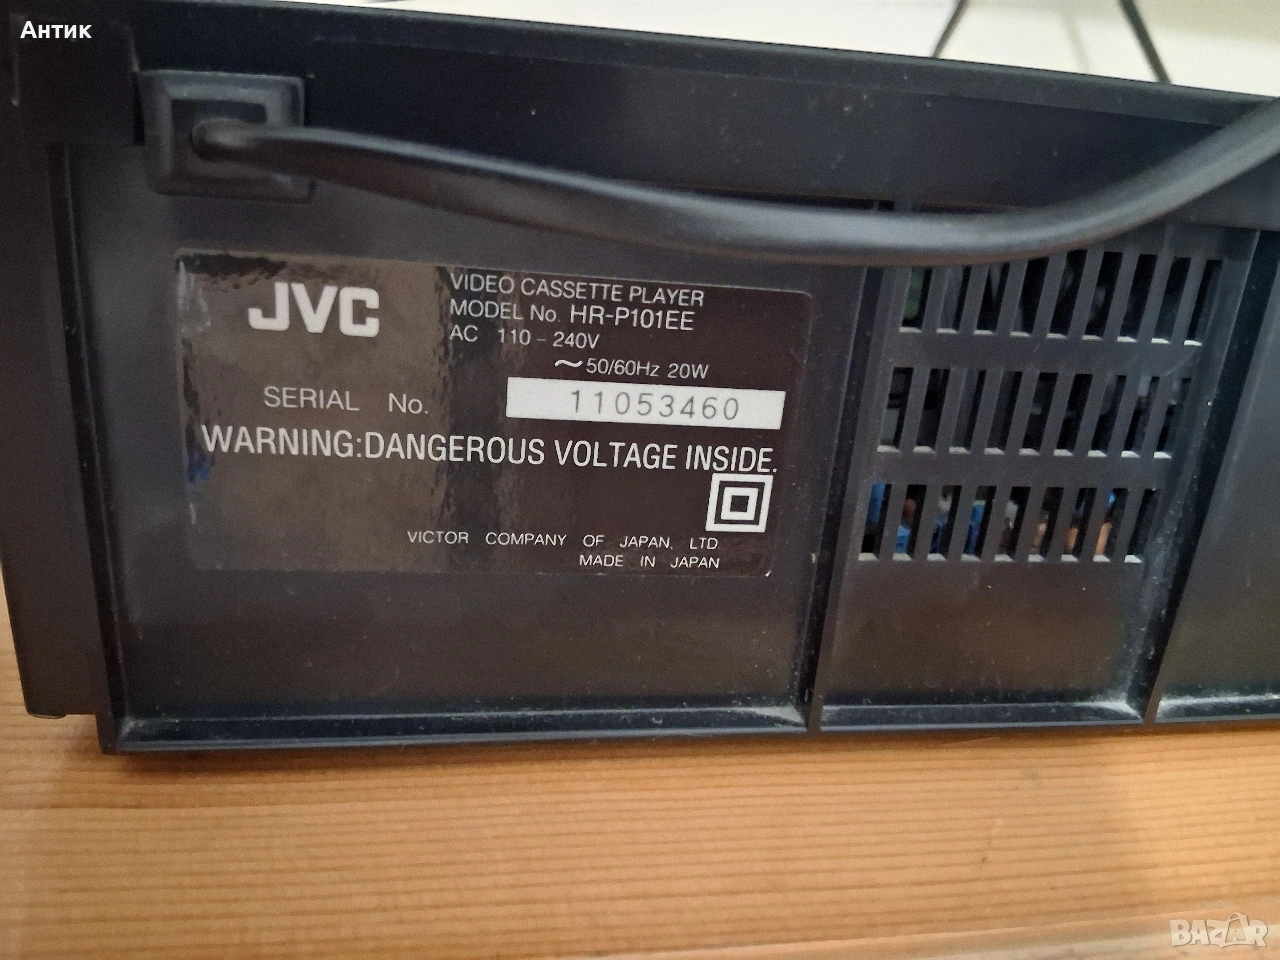 Антик
JVC
VIDEO CASSETTE PLAYER
MODEL No. HR-P101EE
AC 110 - 240V
~ 50/60Hz 20W
SERIAL No. 11053460
WARNING:DANGEROUS VOLTAGE INSIDE.
VICTOR COMPANY OF JAPAN, LTD.
MADE IN JAPAN
BAZAR